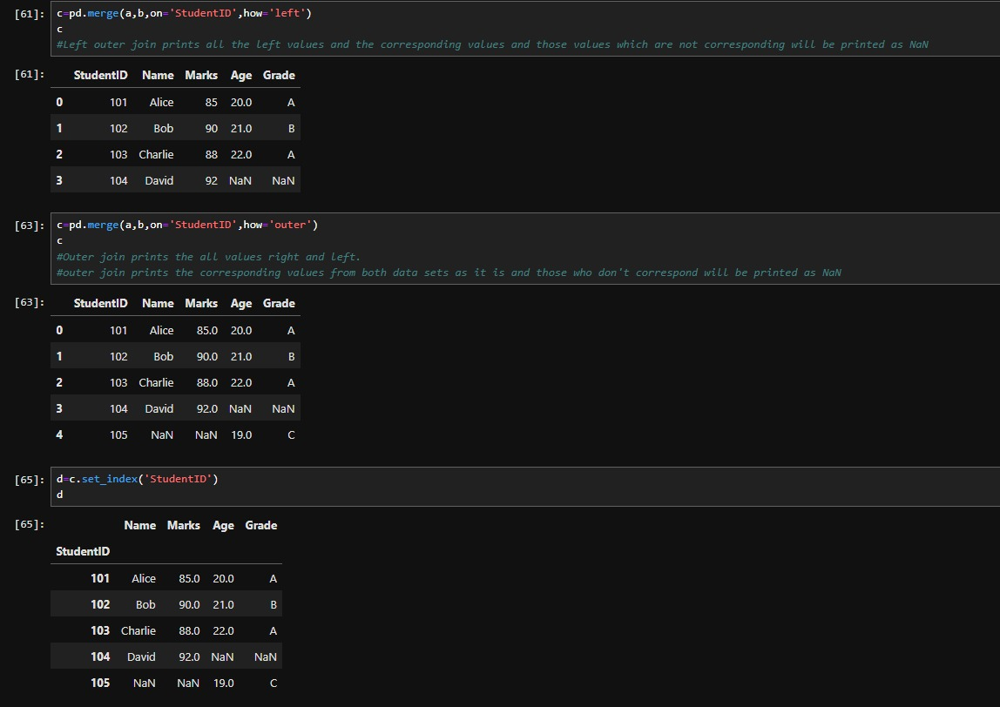 [61]: c=pd.merge(a,b,on='StudentID',how='left')
c
#Left outer join prints all the left values and the corresponding values and those values which are not corresponding will be printed as NaN
[61]: StudentID Name Marks Age Grade
0 101 Alice 85 20.0 A
1 102 Bob 90 21.0 B
2 103 Charlie 88 22.0 A
3 104 David 92 NaN NaN
[63]: c=pd.merge(a,b,on='StudentID',how='outer')
c
#Outer join prints the all values right and left.
#outer join prints the corresponding values from both data sets as it is and those who don't correspond will be printed as NaN
[63]: StudentID Name Marks Age Grade
0 101 Alice 85.0 20.0 A
1 102 Bob 90.0 21.0 B
2 103 Charlie 88.0 22.0 A
3 104 David 92.0 NaN NaN
4 105 NaN NaN 19.0 C
[65]: d=c.set_index('StudentID')
d
[65]: Name Marks Age Grade
StudentID
101 Alice 85.0 20.0 A
102 Bob 90.0 21.0 B
103 Charlie 88.0 22.0 A
104 David 92.0 NaN NaN
105 NaN NaN 19.0 C